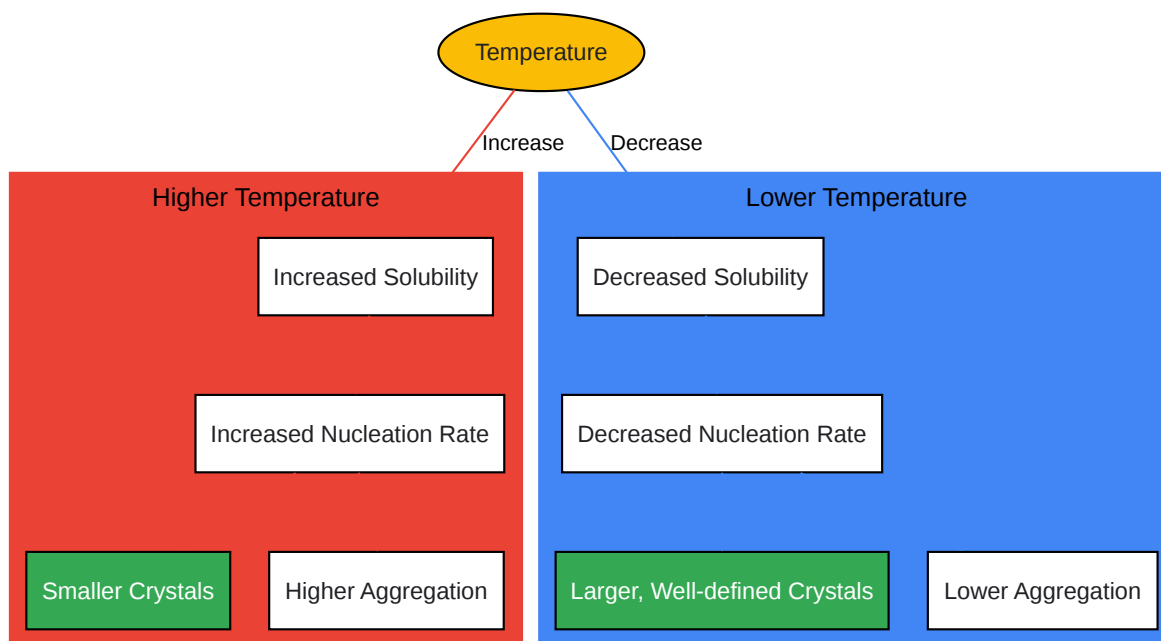 Temperature
Increase
Decrease
Higher Temperature
Increased Solubility
Increased Nucleation Rate
Smaller Crystals
Higher Aggregation
Lower Temperature
Decreased Solubility
Decreased Nucleation Rate
Larger, Well-defined Crystals
Lower Aggregation